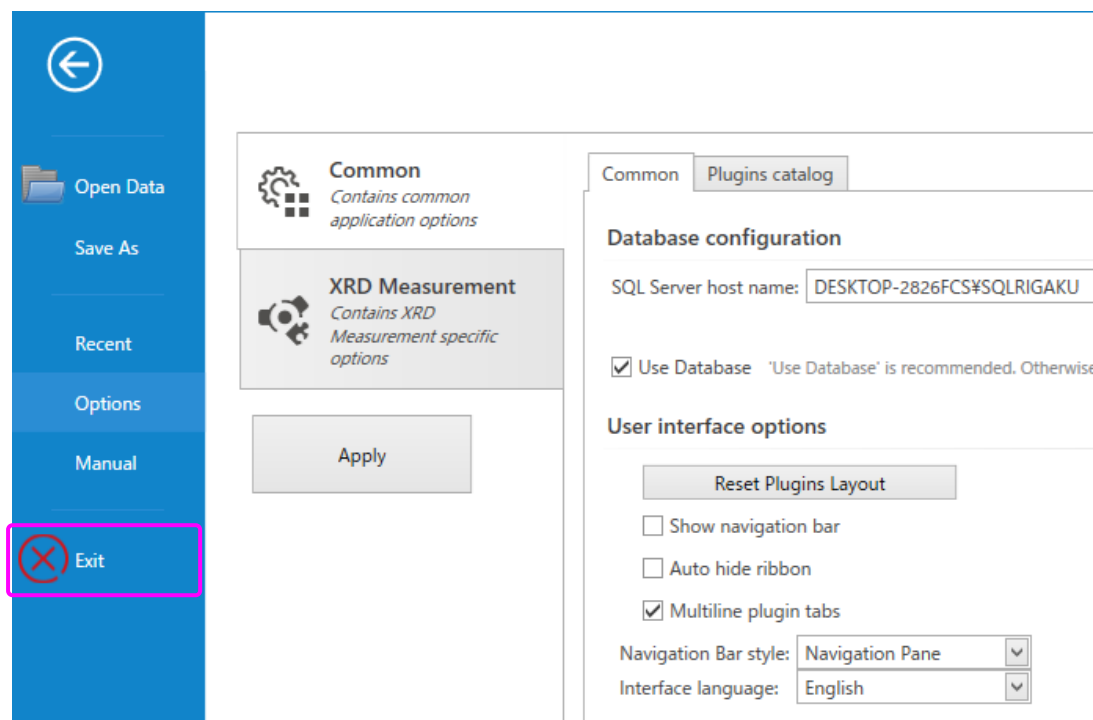 Open Data
Save As
Recent
Options
Manual
Exit
Common
Contains common
application options
XRD Measurement
Contains XRD
Measurement specific
options
Apply
Common
Plugins catalog
Database configuration
SQL Server host name: DESKTOP-2826FCS¥SQLRIGAKU
Use Database 'Use Database' is recommended. Otherwise
User interface options
Reset Plugins Layout
Show navigation bar
Auto hide ribbon
Multiline plugin tabs
Navigation Bar style: Navigation Pane
Interface language: English